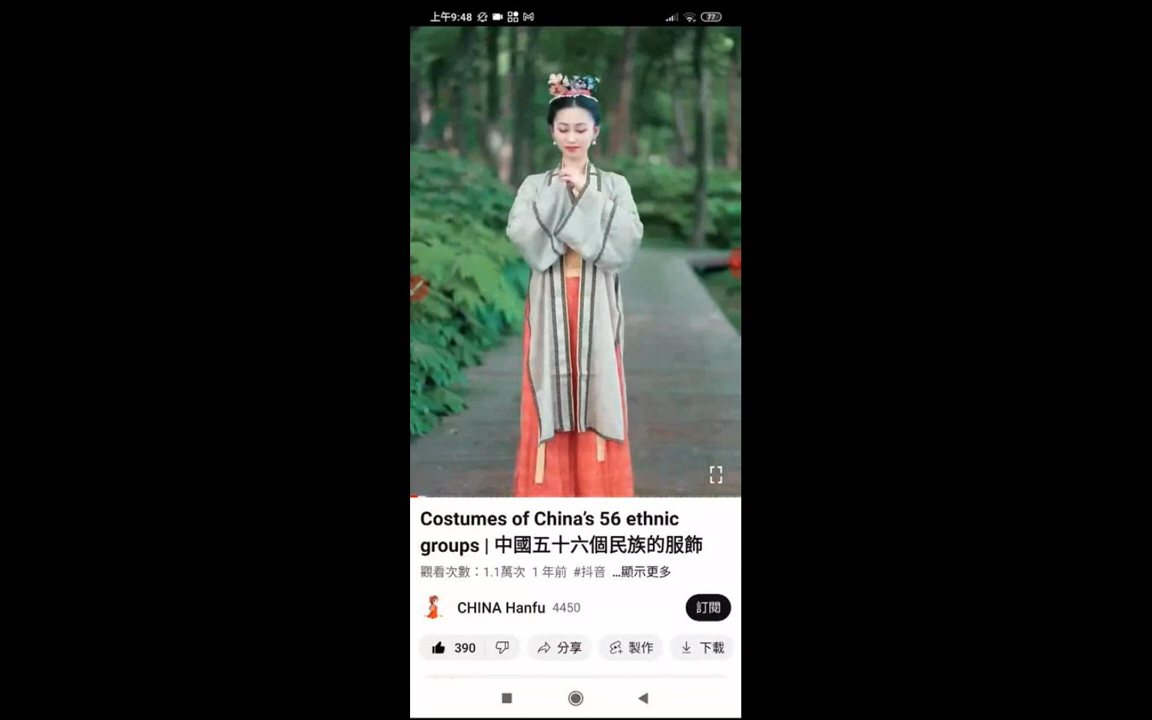 上午9:48
77
Costumes of China’s 56 ethnic
groups | 中國五十六個民族的服飾
觀看次數：1.1萬次 1 年前 #抖音 ...顯示更多
CHINA Hanfu 4450
訂閱
390 分享 製作 下載